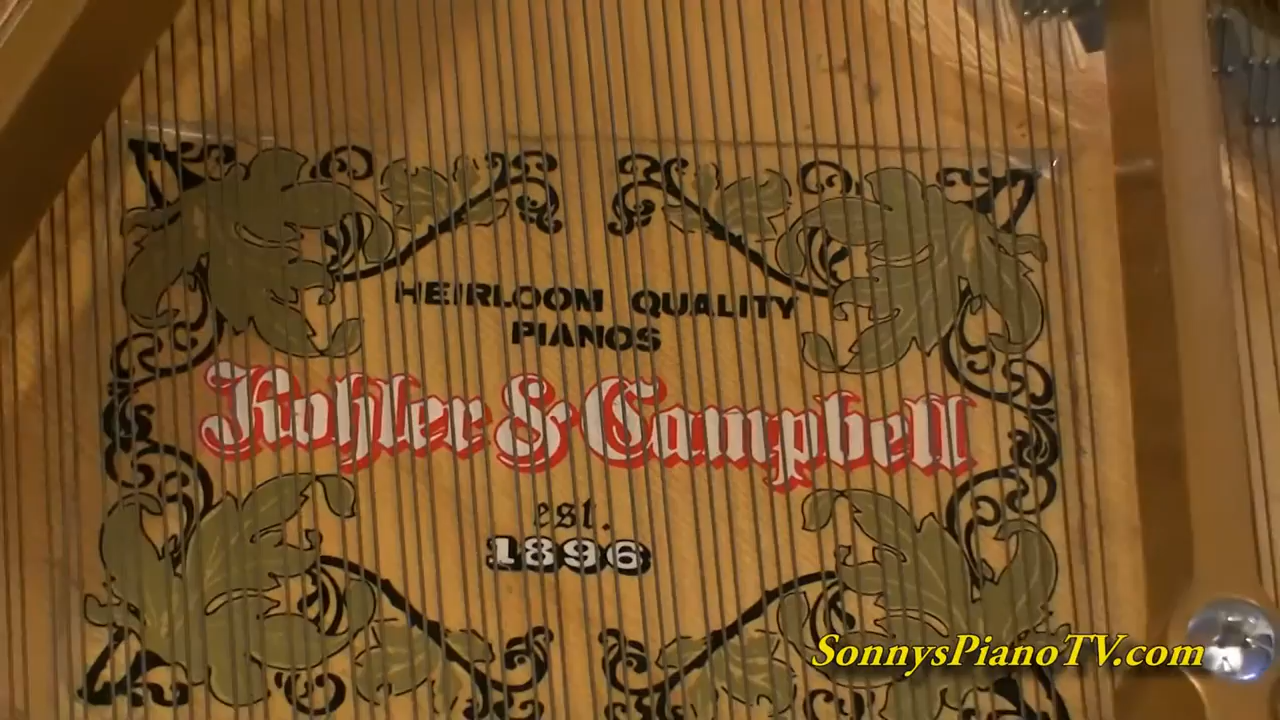 HEIRLOOM QUALITY
PIANOS
Kohler & Campbell
est.
1896
SonnysPianoTV.com